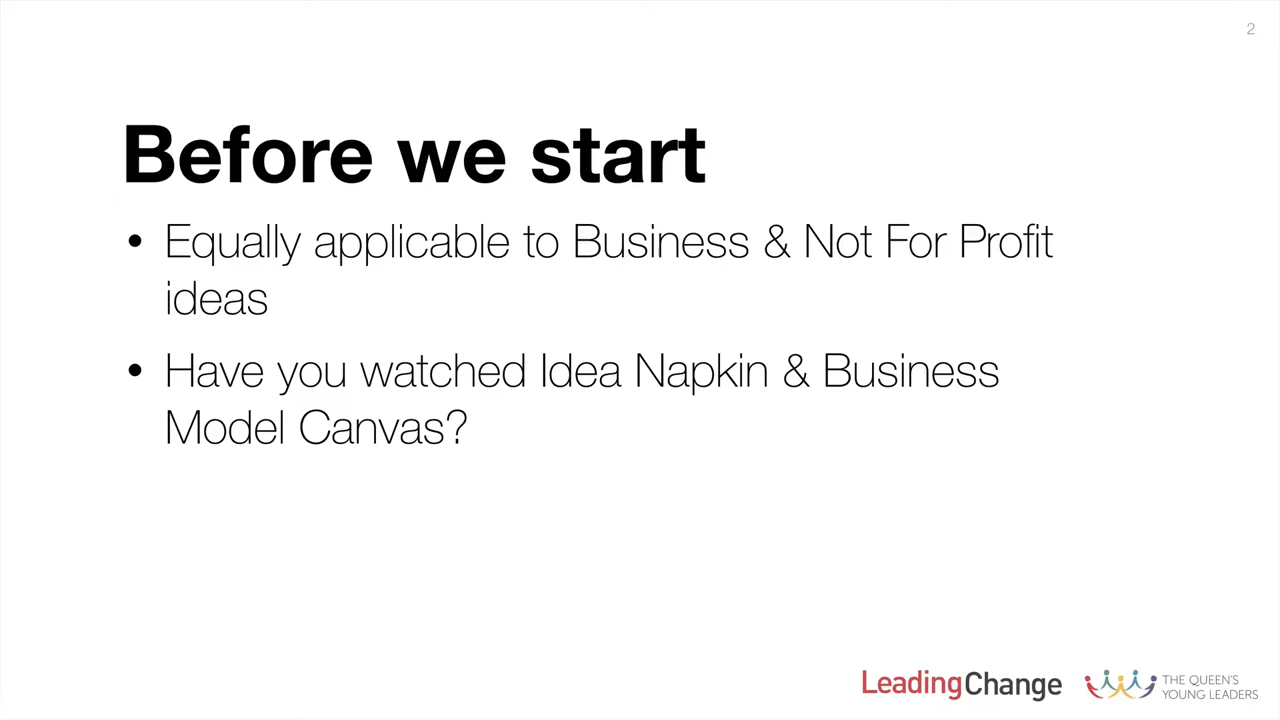 2
Before we start
• Equally applicable to Business & Not For Profit
ideas
• Have you watched Idea Napkin & Business
Model Canvas?
LeadingChange
THE QUEEN'S
YOUNG LEADERS